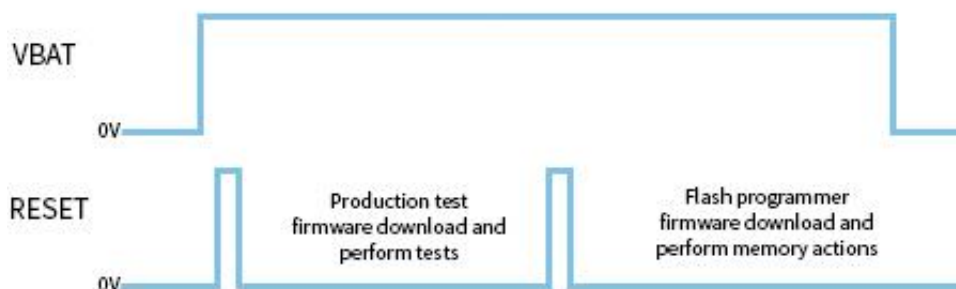 VBAT
0V
RESET
Production test
firmware download and
perform tests
Flash programmer
firmware download and
perform memory actions
0V